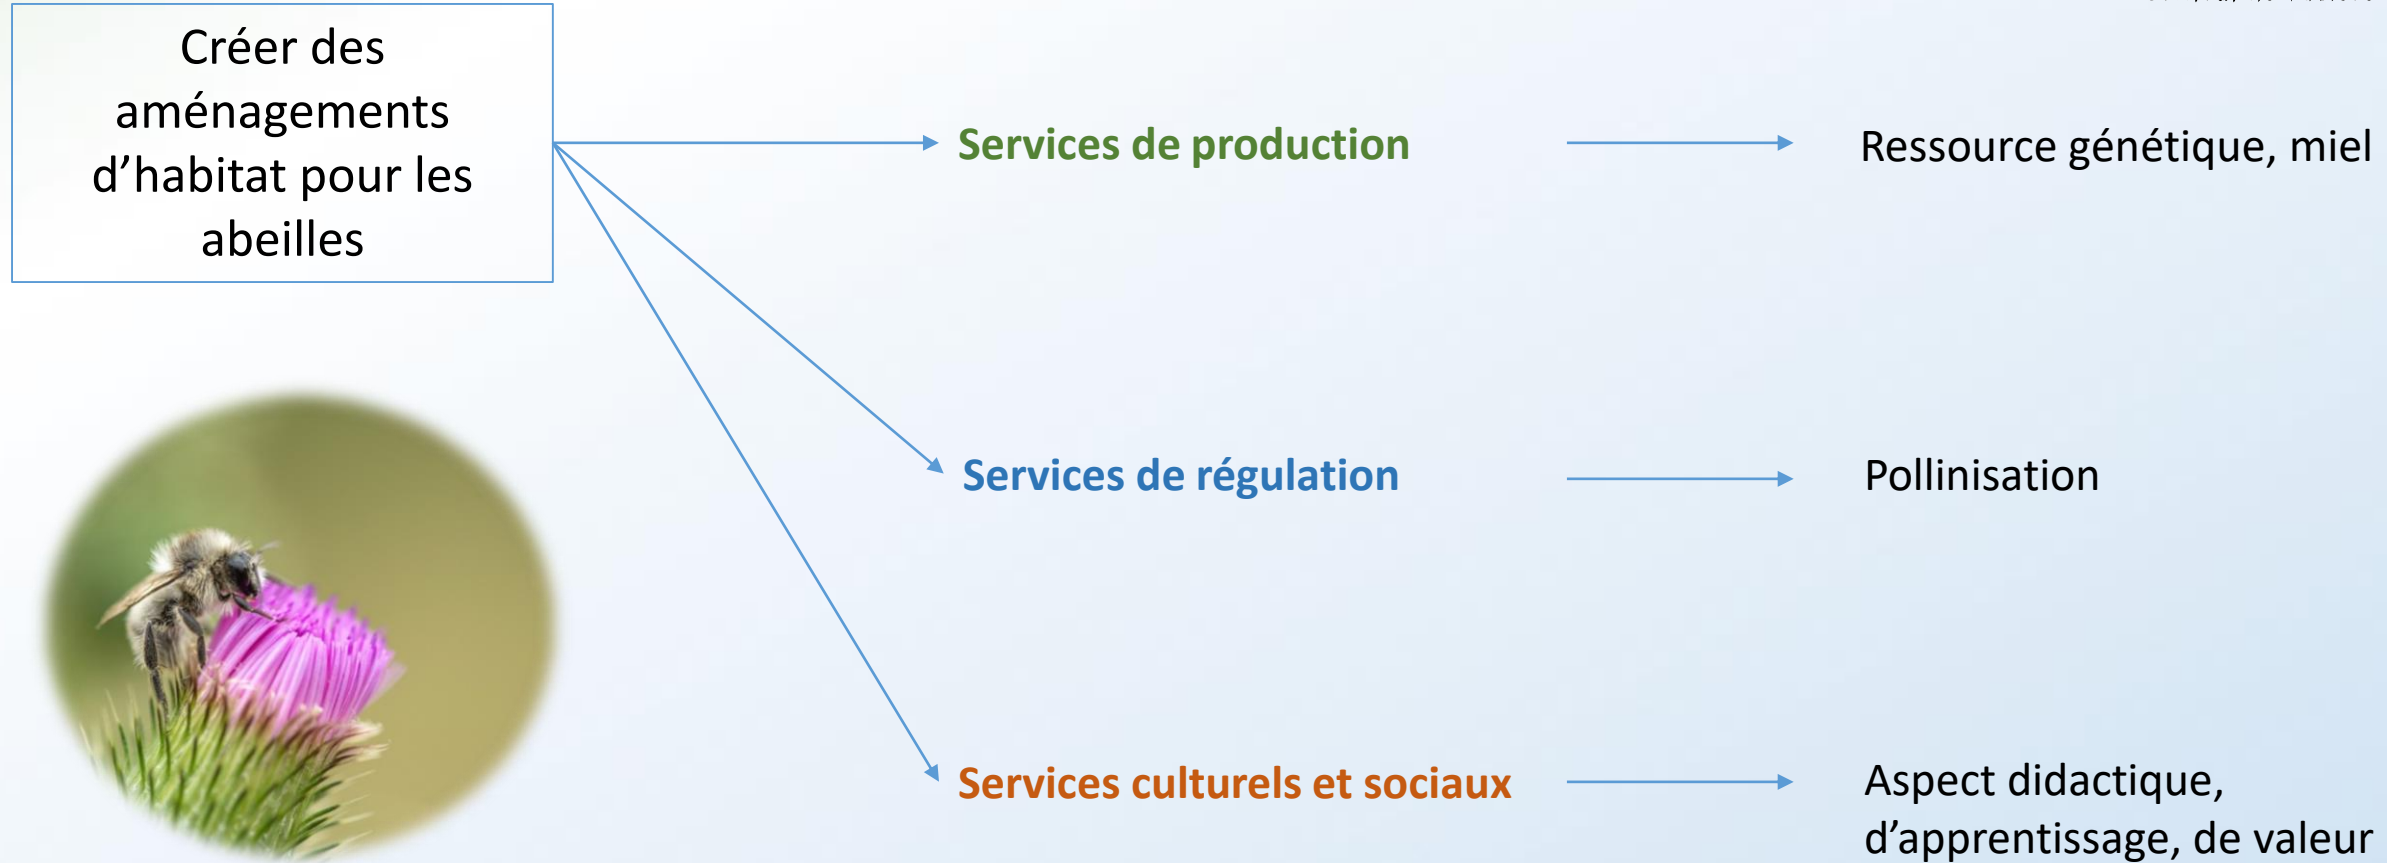 Créer des
aménagements
d’habitat pour les
abeilles
Services de production
Ressource génétique, miel
Services de régulation
Pollinisation
Services culturels et sociaux
Aspect didactique,
d’apprentissage, de valeur